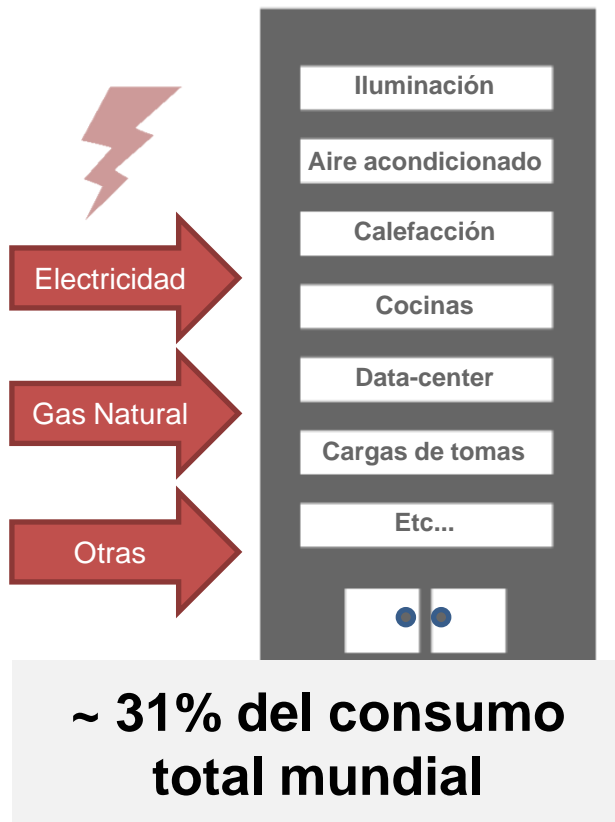 Iluminación
Aire acondicionado
Calefacción
Cocinas
Data-center
Cargas de tomas
Etc...
Electricidad
Gas Natural
Otras
~ 31% del consumo
total mundial